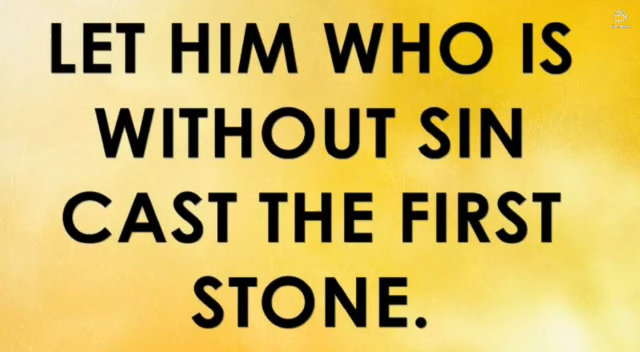 LET HIM WHO IS
WITHOUT SIN
CAST THE FIRST
STONE.